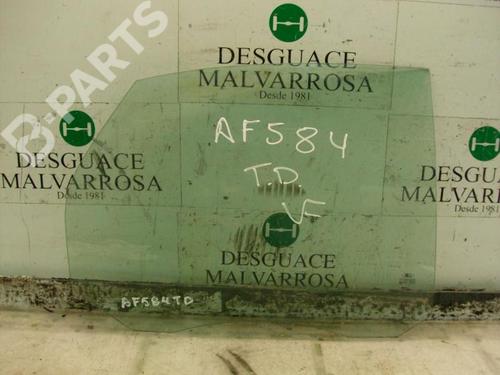 B-PARTS
DESGUACE
MALVARROSA
Desde 1981
AF584
T.D.
VF
DESGUACE
MALVARROSA
Desde 1981
DESGUACE
MALVARROSA
Desde 1981
DESGUACE
MALVARROSA
Desde 1981
AF584TD